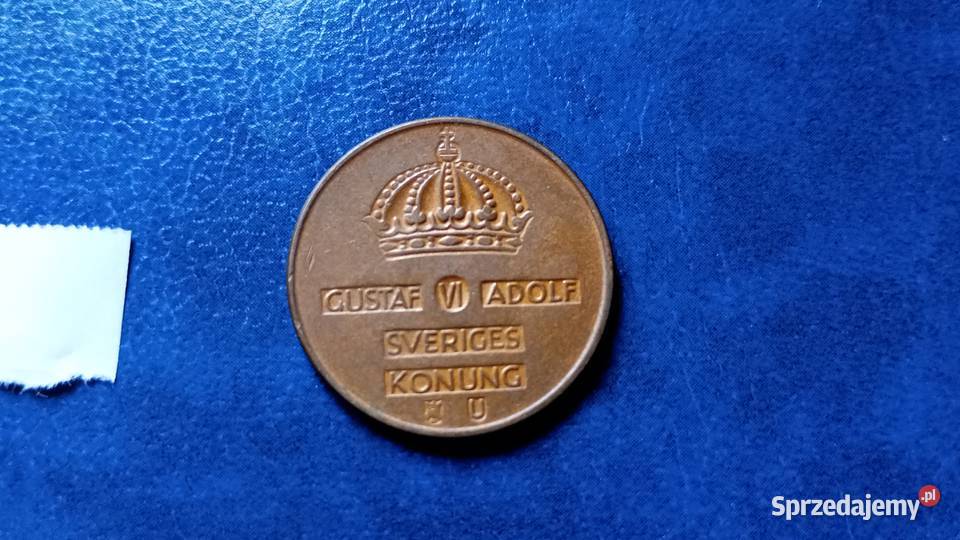 GUSTAF VI ADOLF
SVERIGES
KONUNG
U
Sprzedajemy.pl